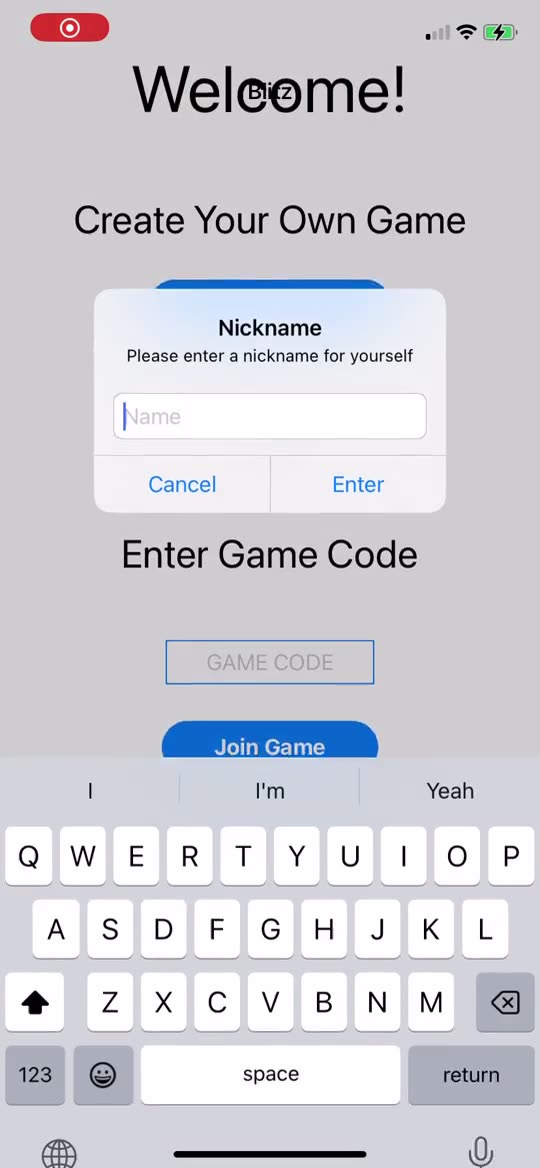 Welcome!
Blitz
Create Your Own Game
Nickname
Please enter a nickname for yourself
Name
Cancel Enter
Enter Game Code
GAME CODE
Join Game
I I'm Yeah
Q W E R T Y U I O P
A S D F G H J K L
Z X C V B N M
123 space return